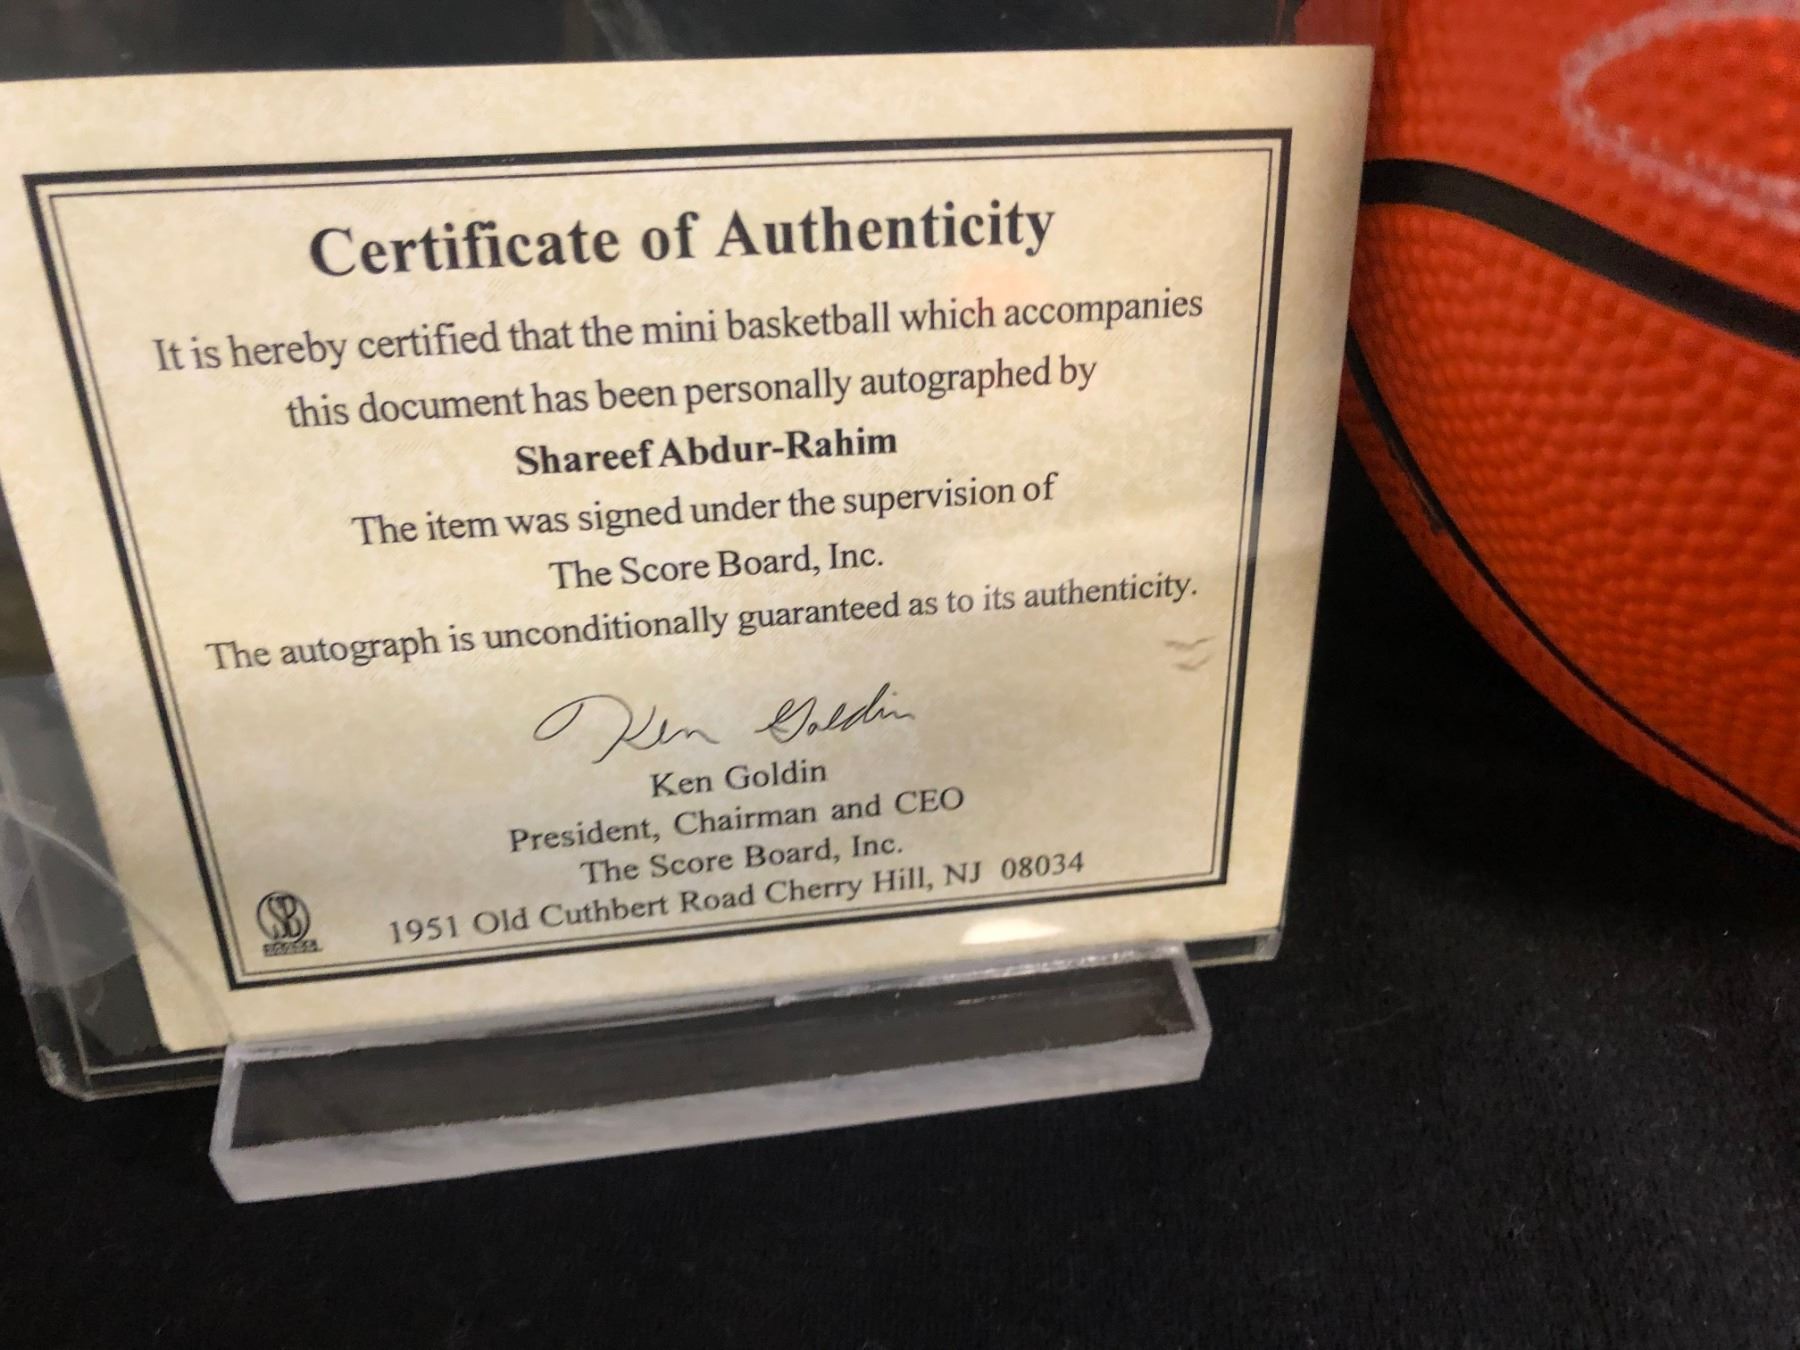 Certificate of Authenticity
It is hereby certified that the mini basketball which accompanies
this document has been personally autographed by
Shareef Abdur-Rahim
The item was signed under the supervision of
The Score Board, Inc.
The autograph is unconditionally guaranteed as to its authenticity.
Ken Goldin
Ken Goldin
President, Chairman and CEO
The Score Board, Inc.
1951 Old Cuthbert Road Cherry Hill, NJ 08034
SB